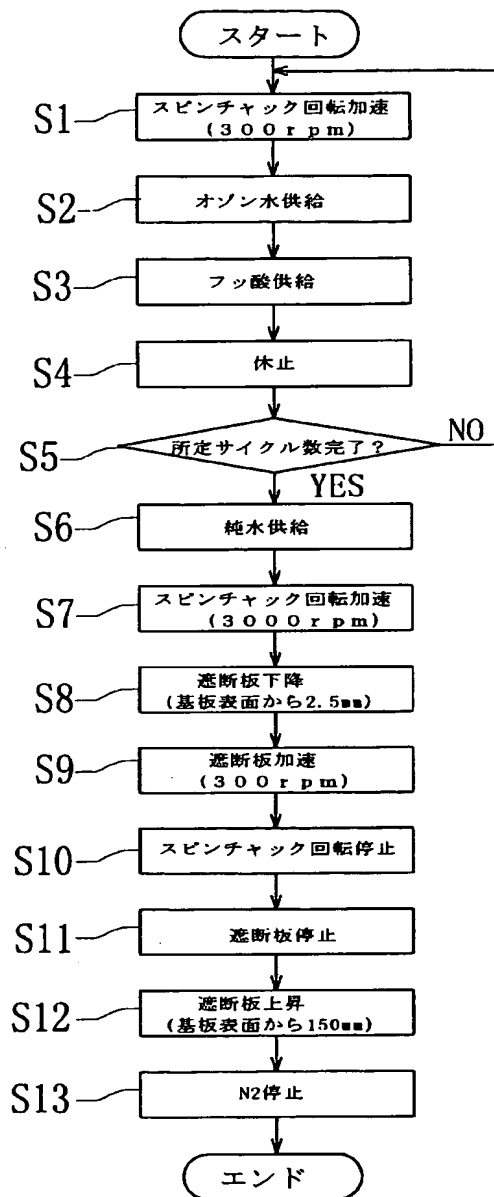 スタート
S1
スピンチャック回転加速
(300rpm)
S2
オゾン水供給
S3
フッ酸供給
S4
休止
S5
所定サイクル数完了?
NO
YES
S6
純水供給
S7
スピンチャック回転加速
(3000rpm)
S8
遮断板下降
(基板表面から2.5mm)
S9
遮断板加速
(300rpm)
S10
スピンチャック回転停止
S11
遮断板停止
S12
遮断板上昇
(基板表面から150mm)
S13
N2停止
エンド